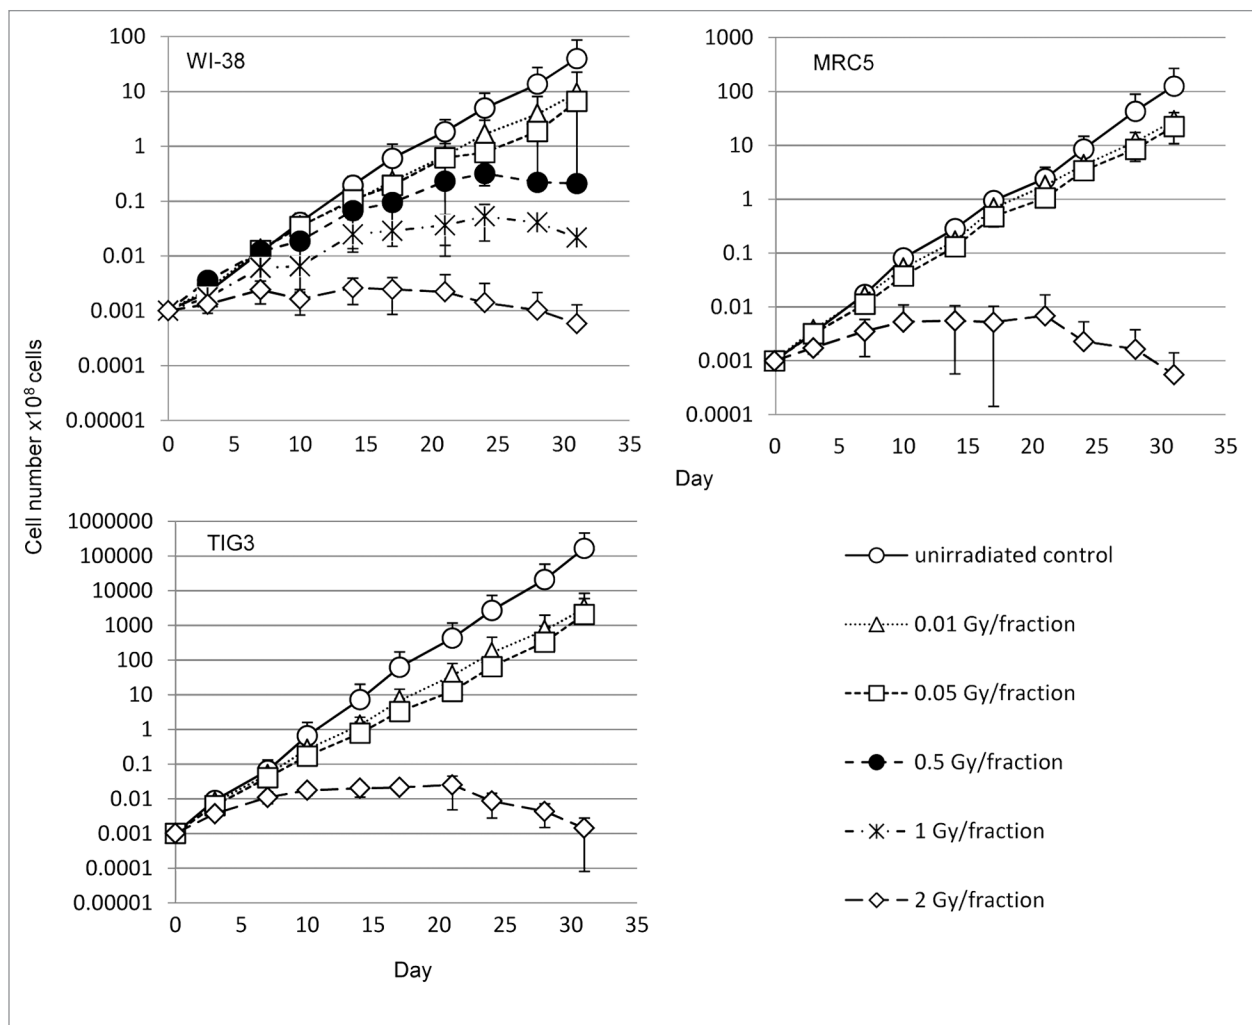 WI-38
100
10
1
0.1
0.01
0.001
0.0001
0.00001
0 5 10 15 20 25 30 35
MRC5
1000
100
10
1
0.1
0.01
0.001
0.0001
0 5 10 15 20 25 30 35
Day
Cell number x10⁸ cells
TIG3
1000000
100000
10000
1000
100
10
1
0.1
0.01
0.001
0.0001
0.00001
0 5 10 15 20 25 30 35
Day
unirradiated control
0.01 Gy/fraction
0.05 Gy/fraction
0.5 Gy/fraction
1 Gy/fraction
2 Gy/fraction